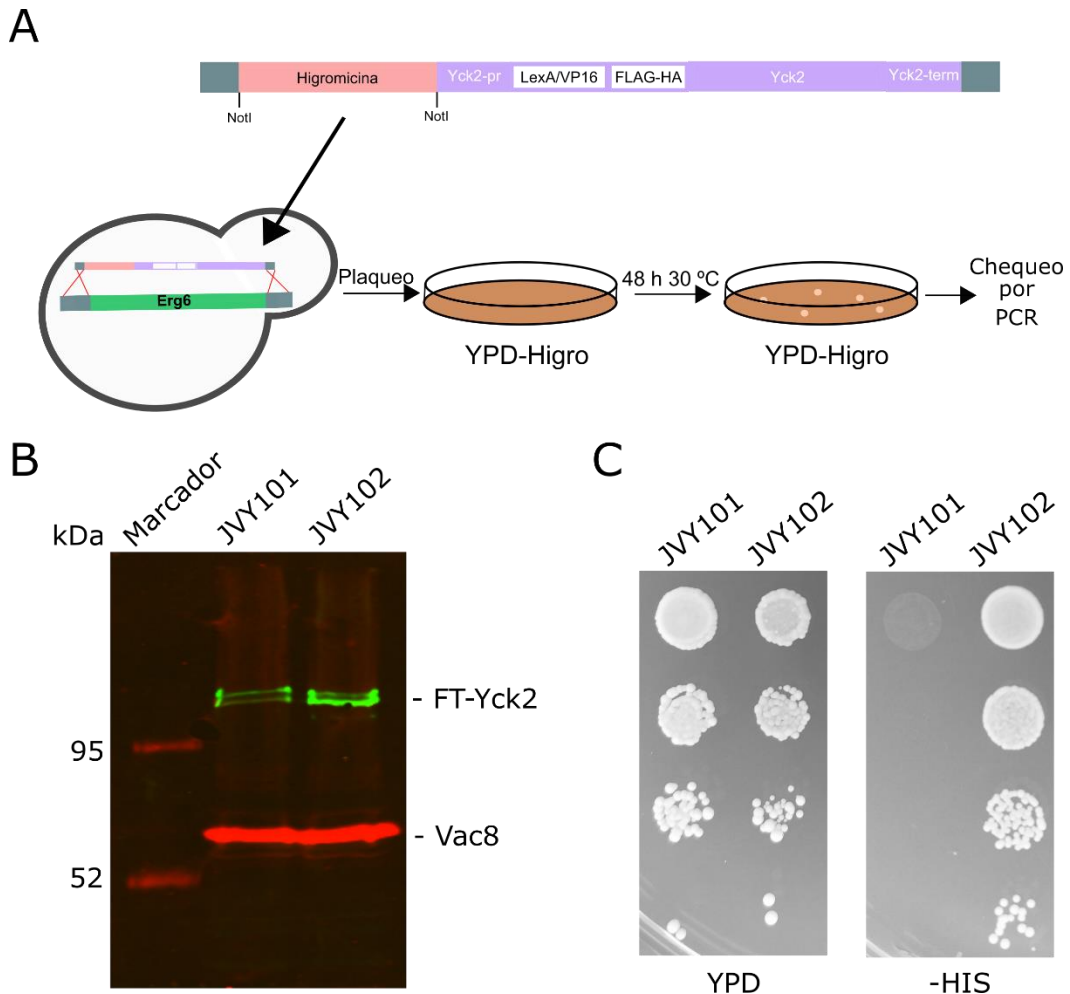 A
Higromicina
Yck2-pr
LexA/VP16
FLAG-HA
Yck2
Yck2-term
NotI
NotI
Erg6
Plaqueo
YPD-Higro
48 h 30 ºC
YPD-Higro
Chequeo
por
PCR
B
kDa
Marcador
JVY101
JVY102
95
52
- FT-Yck2
- Vac8
C
JVY101
JVY102
JVY101
JVY102
YPD
-HIS